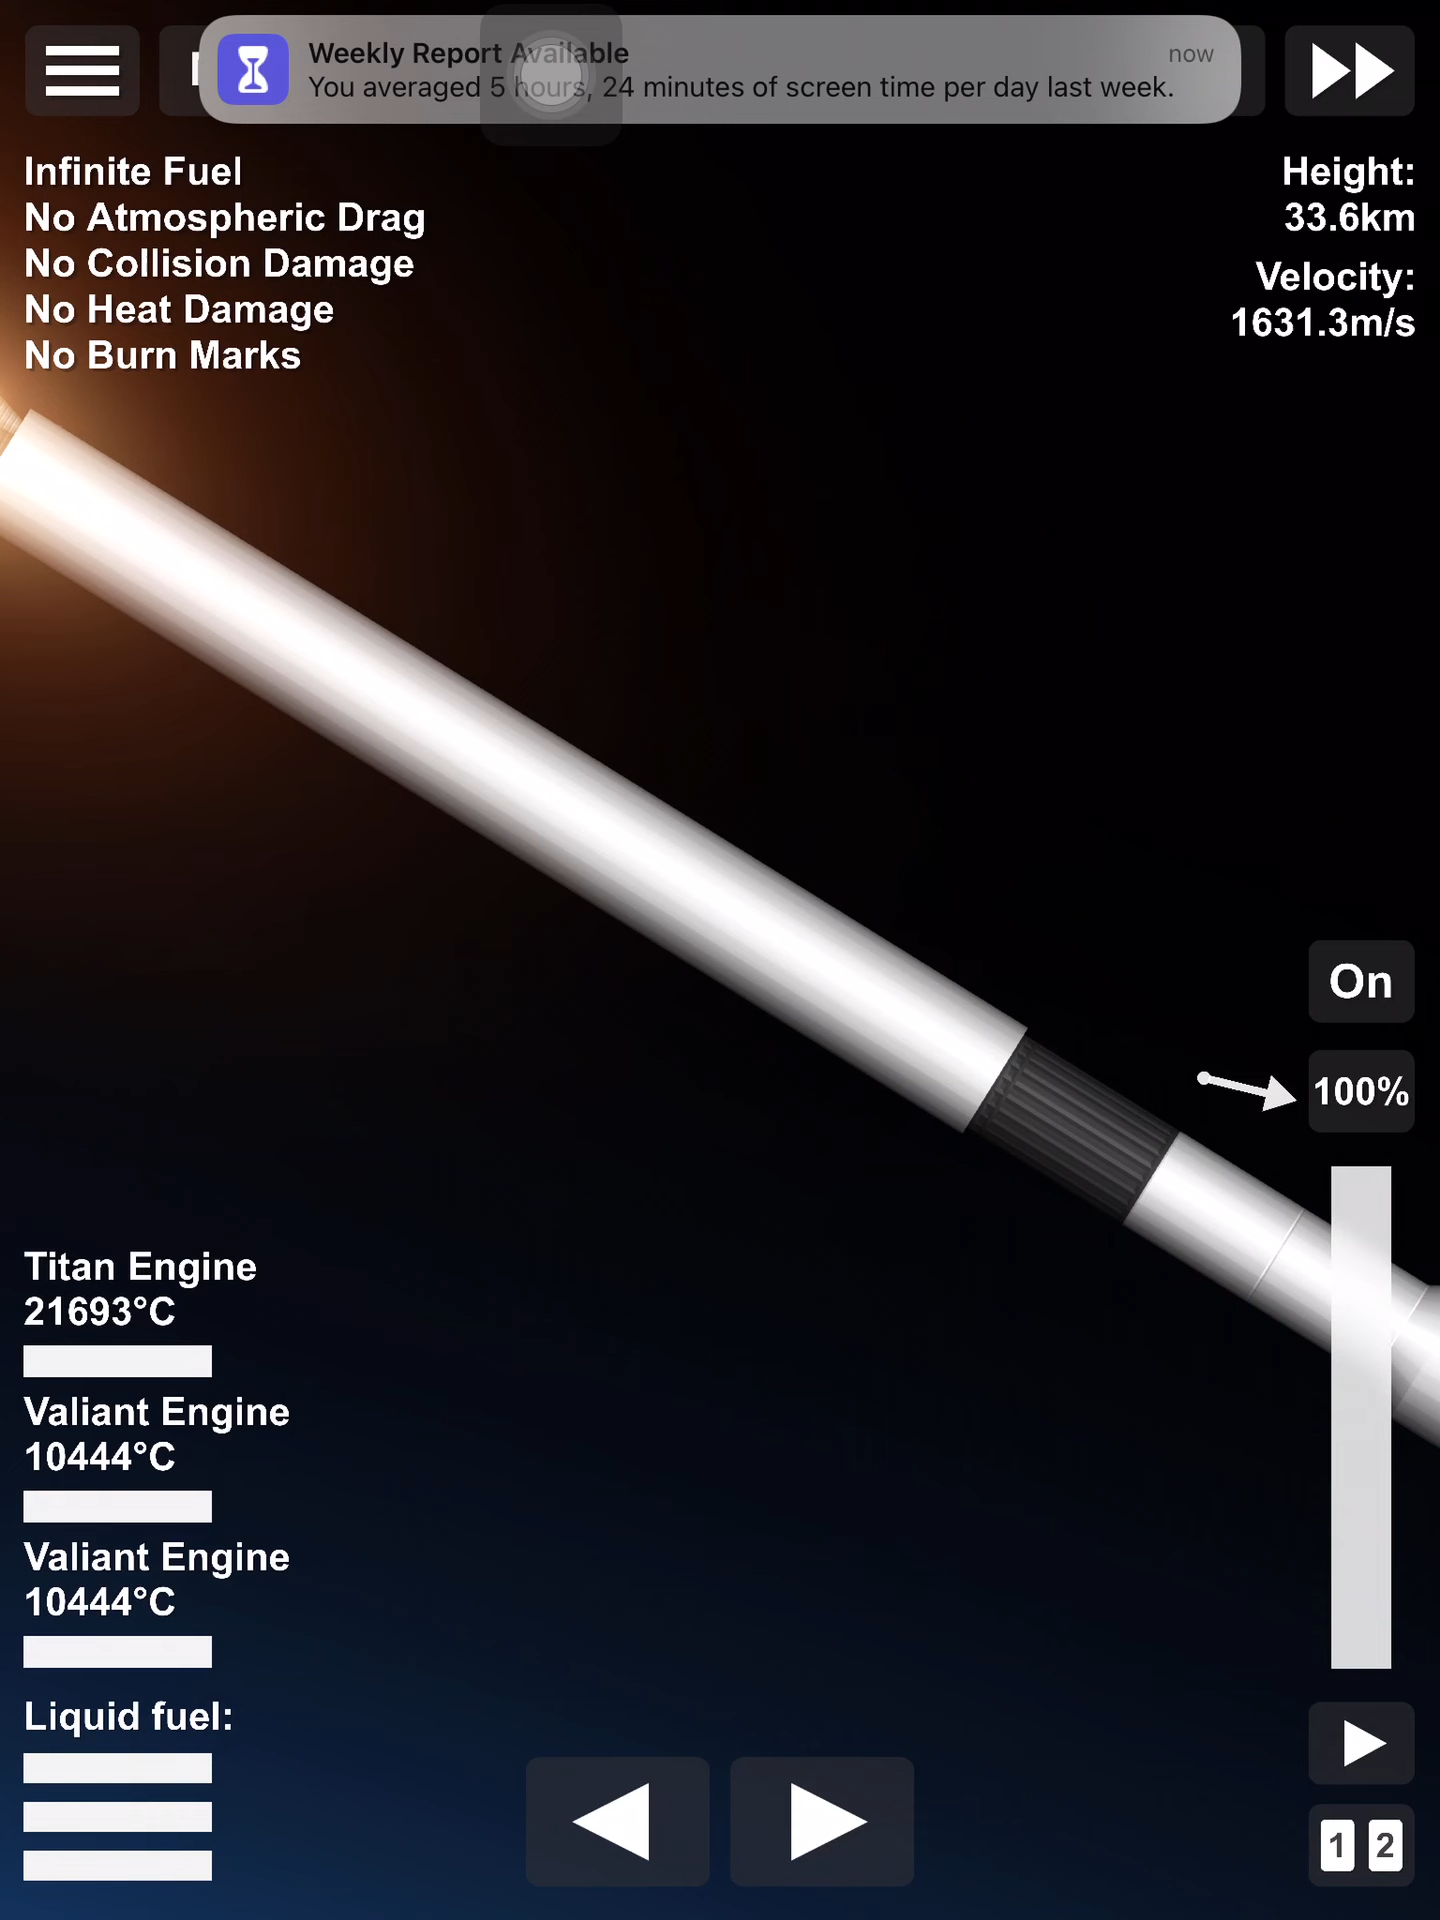 Weekly Report Available
now
You averaged 5 hours, 24 minutes of screen time per day last week.
Infinite Fuel
No Atmospheric Drag
No Collision Damage
No Heat Damage
No Burn Marks
Height:
33.6km
Velocity:
1631.3m/s
On
100%
Titan Engine
21693°C
Valiant Engine
10444°C
Valiant Engine
10444°C
Liquid fuel:
1 2